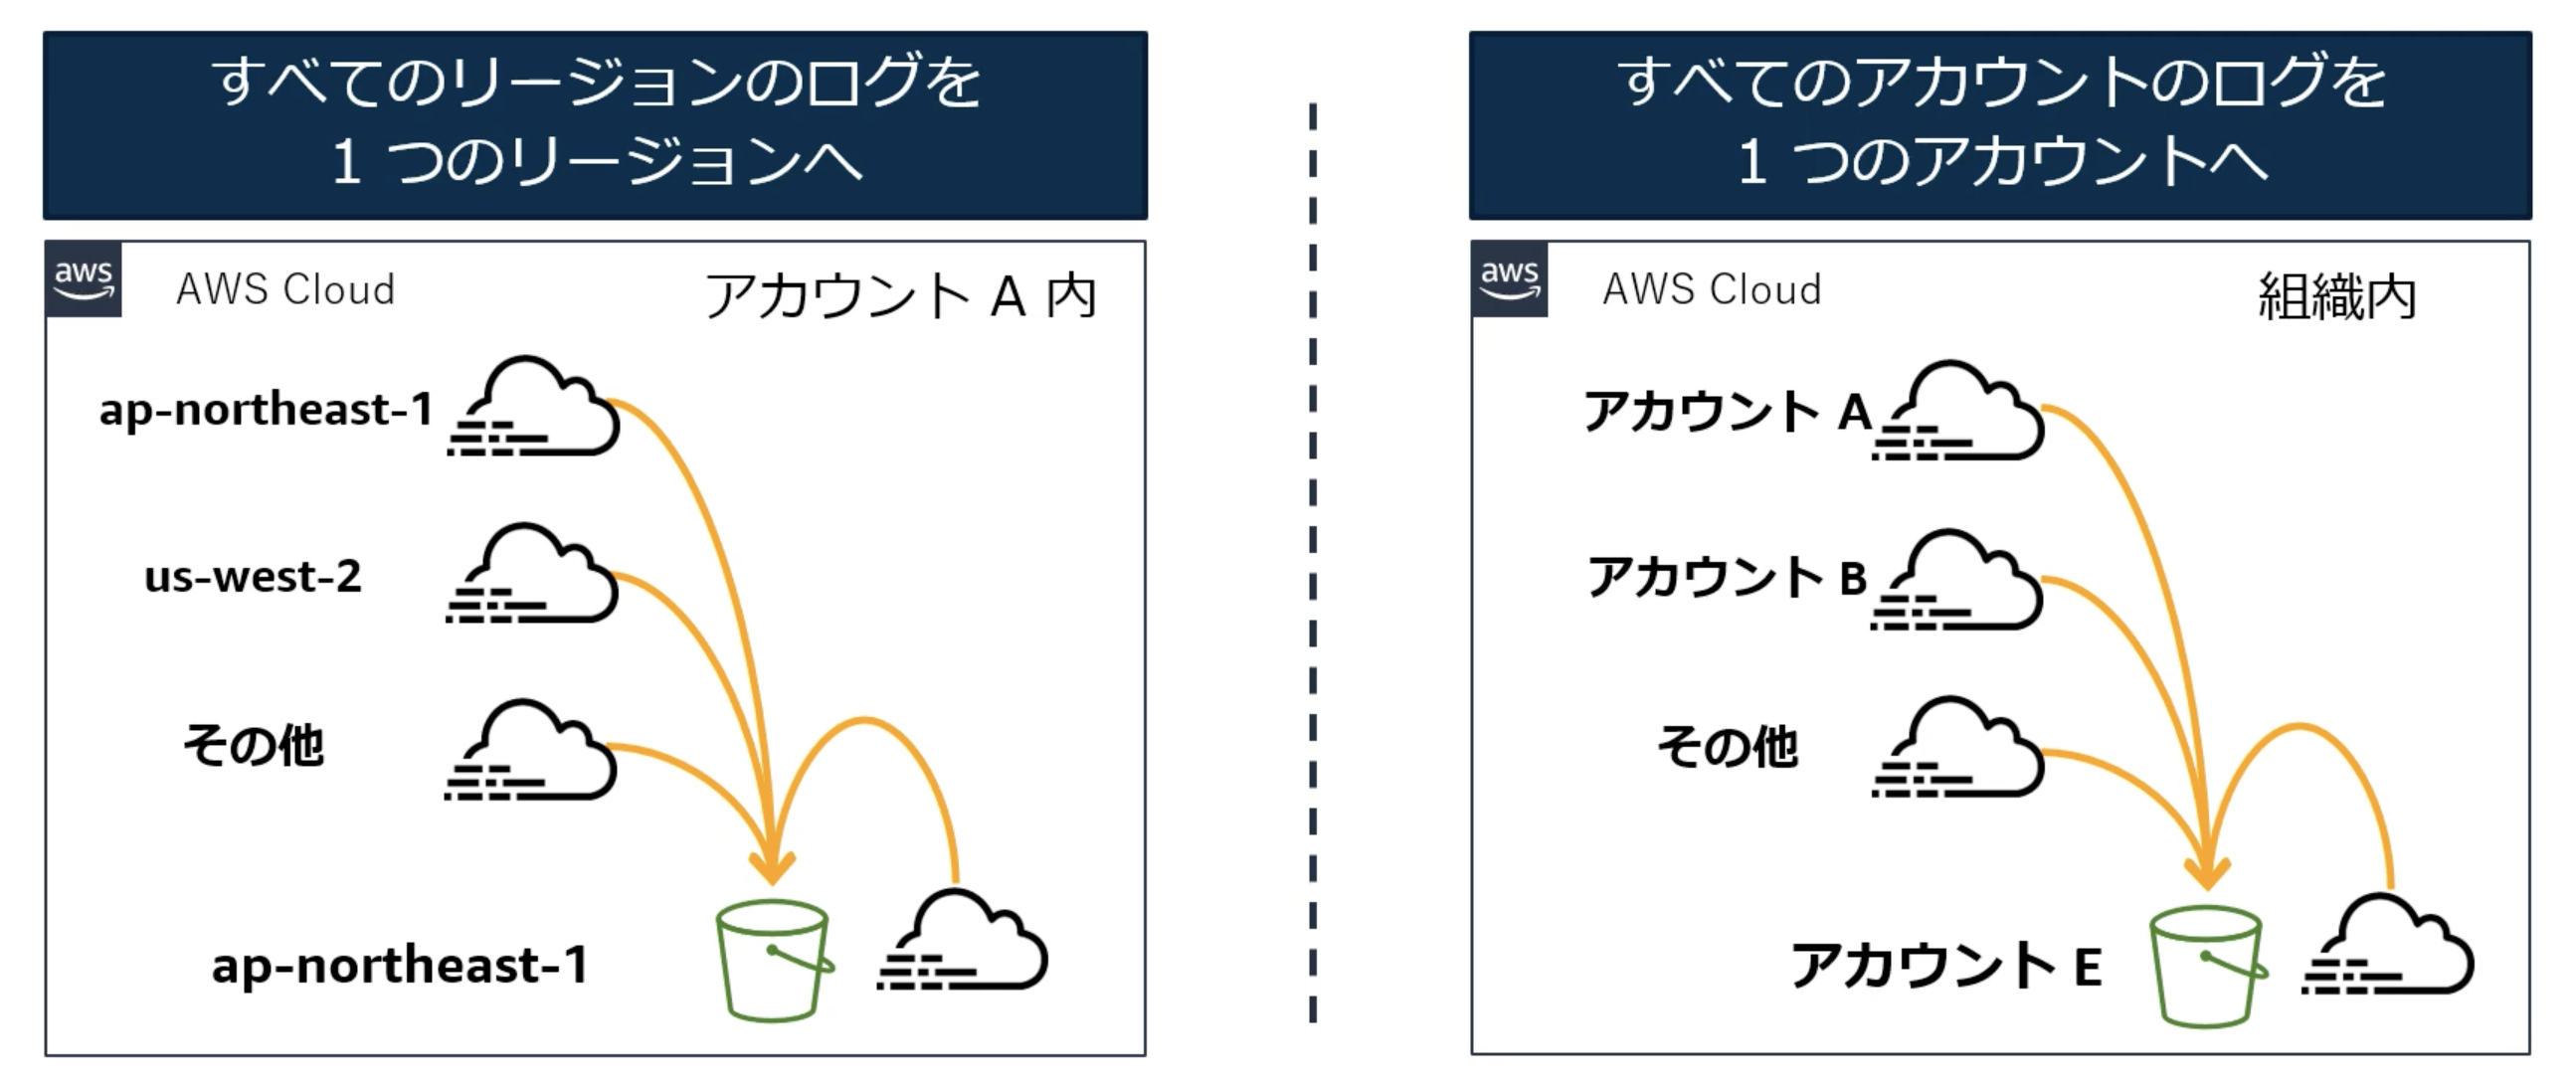 すべてのリージョンのログを
1 つのリージョンへ
aws
AWS Cloud
アカウント A 内
ap-northeast-1
us-west-2
その他
ap-northeast-1
すべてのアカウントのログを
1 つのアカウントへ
aws
AWS Cloud
組織内
アカウント A
アカウント B
その他
アカウント E